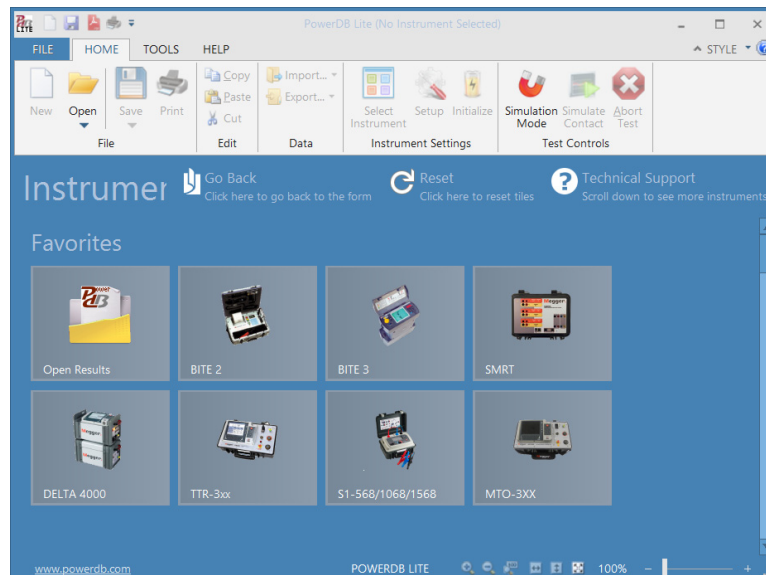 PowerDB Lite (No Instrument Selected)
FILE HOME TOOLS HELP STYLE
New Open Save Print
Copy
Paste
Cut
Import...
Export...
Select Instrument
Setup Initialize
Simulation Mode
Simulate Contact
Abort Test
File Edit Data Instrument Settings Test Controls
Instrumer
Go Back
Click here to go back to the form
Reset
Click here to reset tiles
Technical Support
Scroll down to see more instruments
Favorites
Open Results BITE 2 BITE 3 SMRT
DELTA 4000 TTR-3xx S1-568/1068/1568 MTO-3XX
www.powerdb.com POWERDB LITE 100%